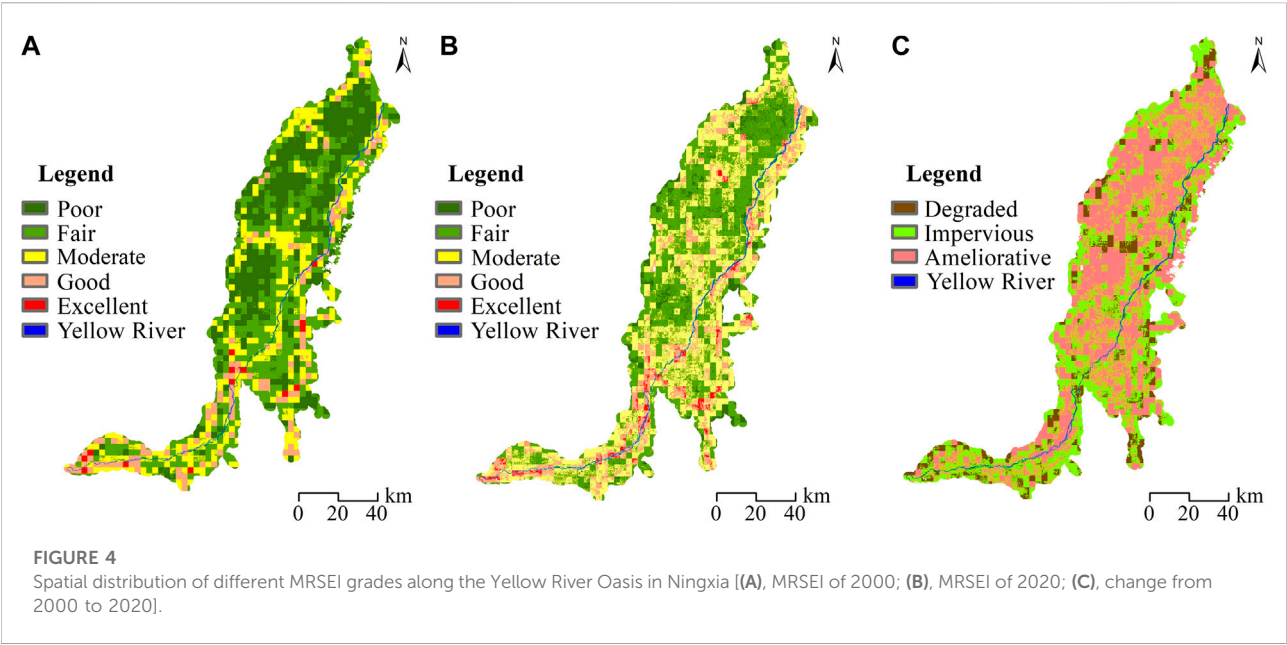 A
N
Legend
Poor
Fair
Moderate
Good
Excellent
Yellow River
km
0 20 40
B
N
Legend
Poor
Fair
Moderate
Good
Excellent
Yellow River
km
0 20 40
C
N
Legend
Degraded
Impervious
Ameliorative
Yellow River
km
0 20 40
FIGURE 4
Spatial distribution of different MRSEI grades along the Yellow River Oasis in Ningxia [(A), MRSEI of 2000; (B), MRSEI of 2020; (C), change from
2000 to 2020].